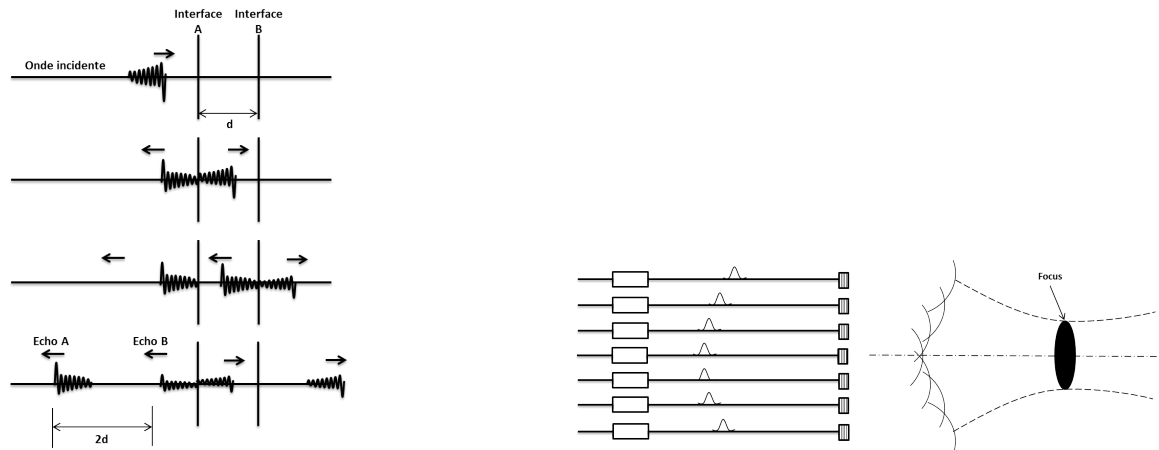 Interface Interface
A B
Onde incidente
d
Echo A Echo B
2d
Focus